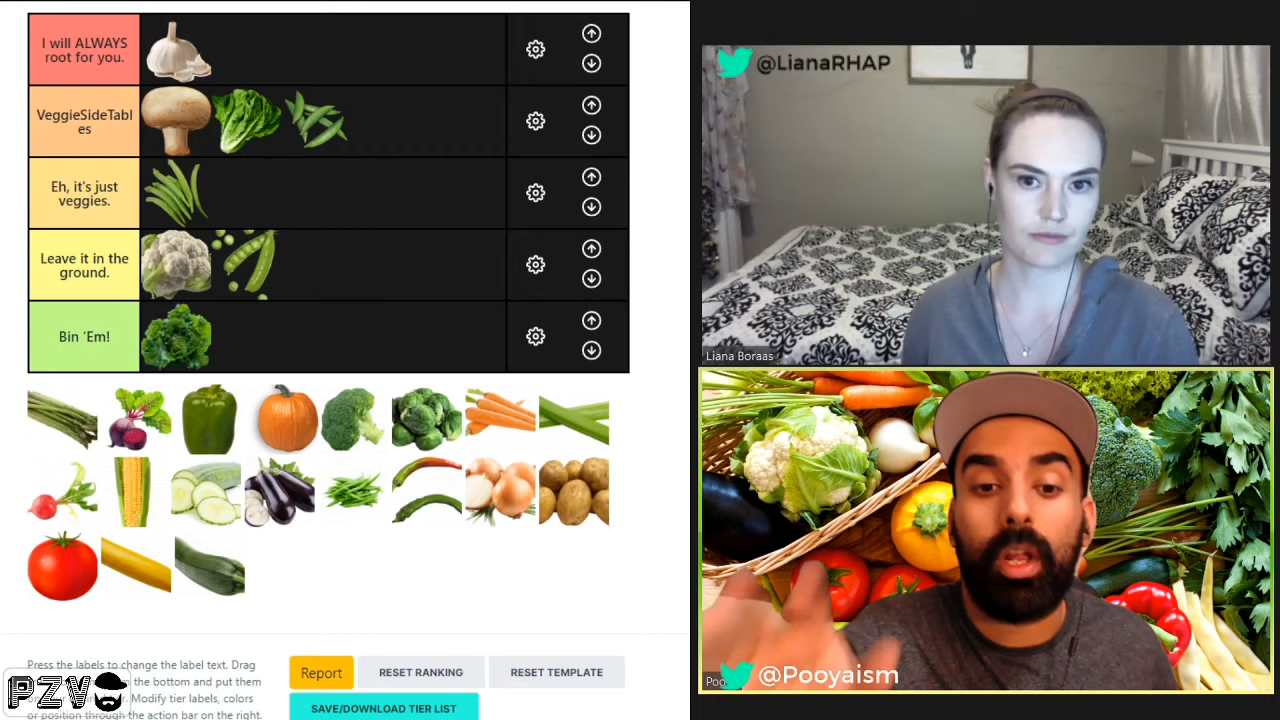 I will ALWAYS
root for you.
VeggieSideTabl
es
Eh, it's just
veggies.
Leave it in the
ground.
Bin 'Em!
Press the labels to change the label text. Drag
the bottom and put them
Modify tier labels, colors
or position through the action bar on the right.
Report
RESET RANKING
RESET TEMPLATE
SAVE/DOWNLOAD TIER LIST
PZV
@LianaRHAP
Liana Boraas
Poo
@Pooyaism